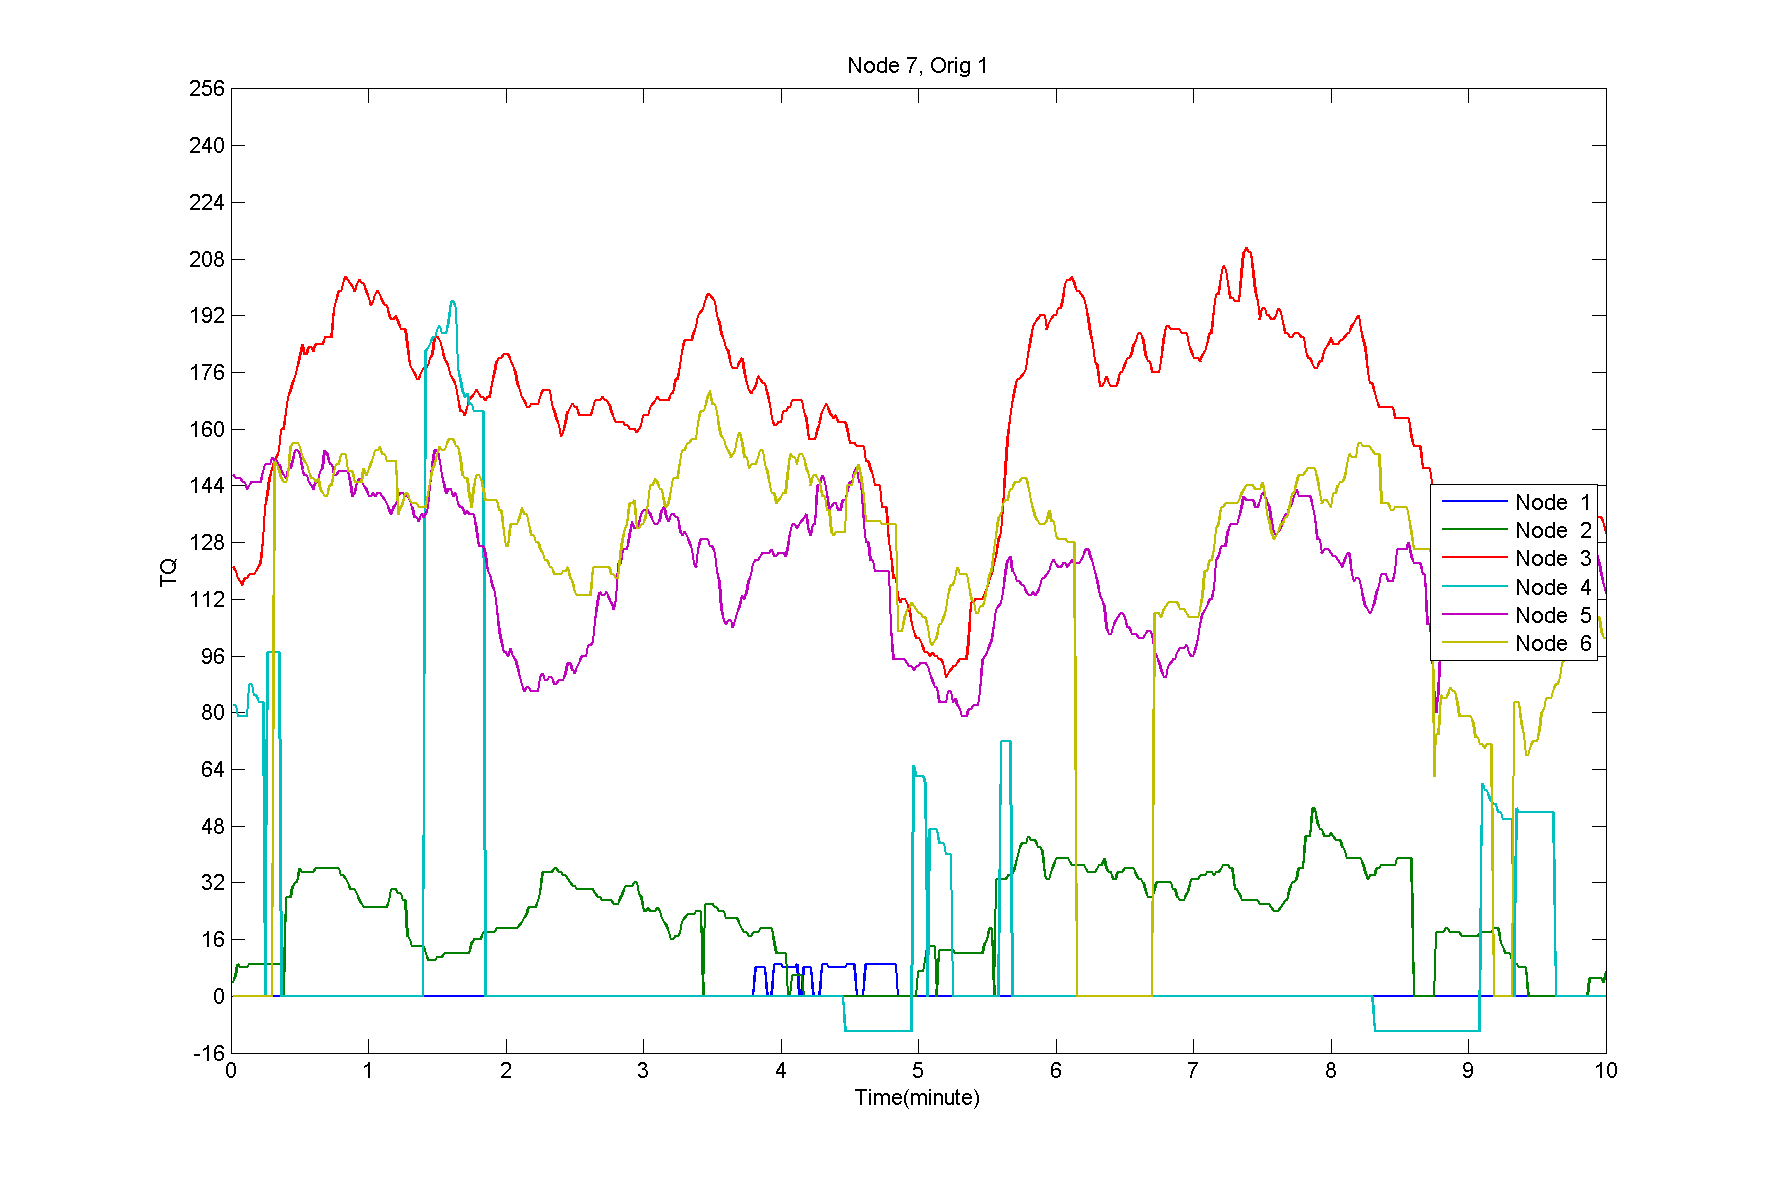 Node 7, Orig 1
256
240
224
208
192
176
160
144
128
112
96
80
64
48
32
16
0
-16
TQ
Node 1
Node 2
Node 3
Node 4
Node 5
Node 6
0 1 2 3 4 5 6 7 8 9 10
Time(minute)